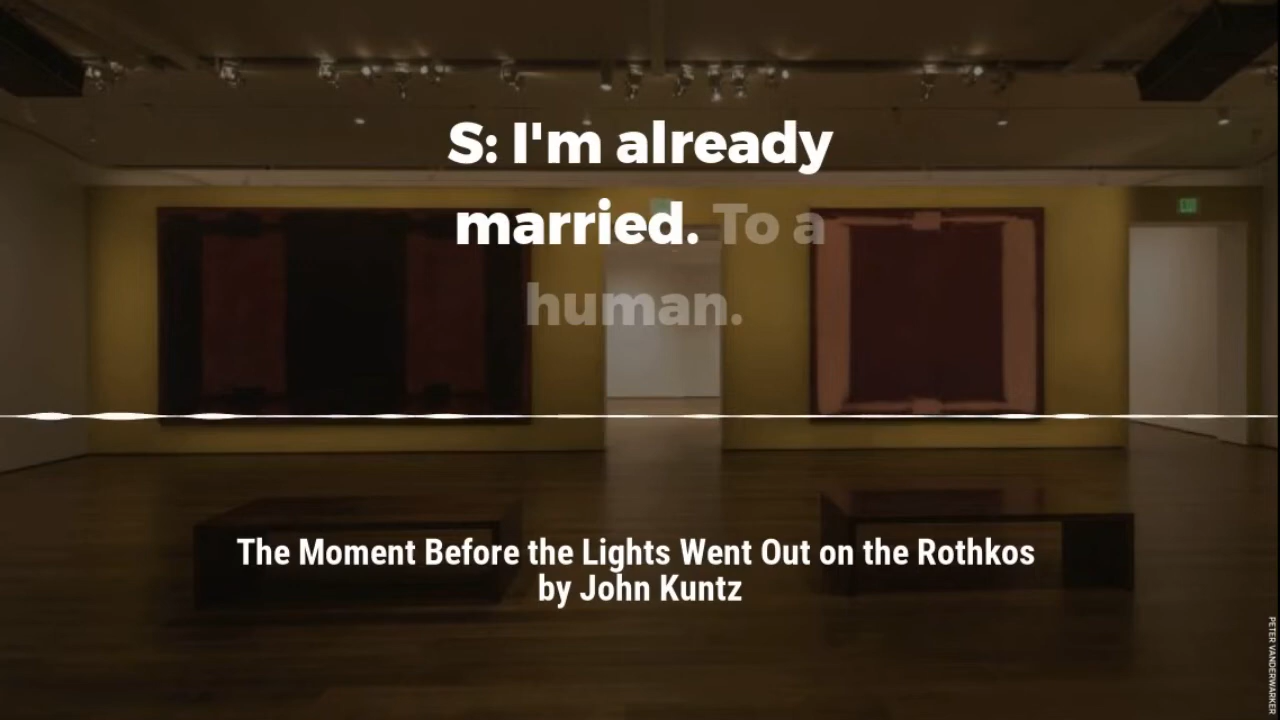 S: I'm already
married. To a
human.
The Moment Before the Lights Went Out on the Rothkos
by John Kuntz
PETER VANDERWARKER